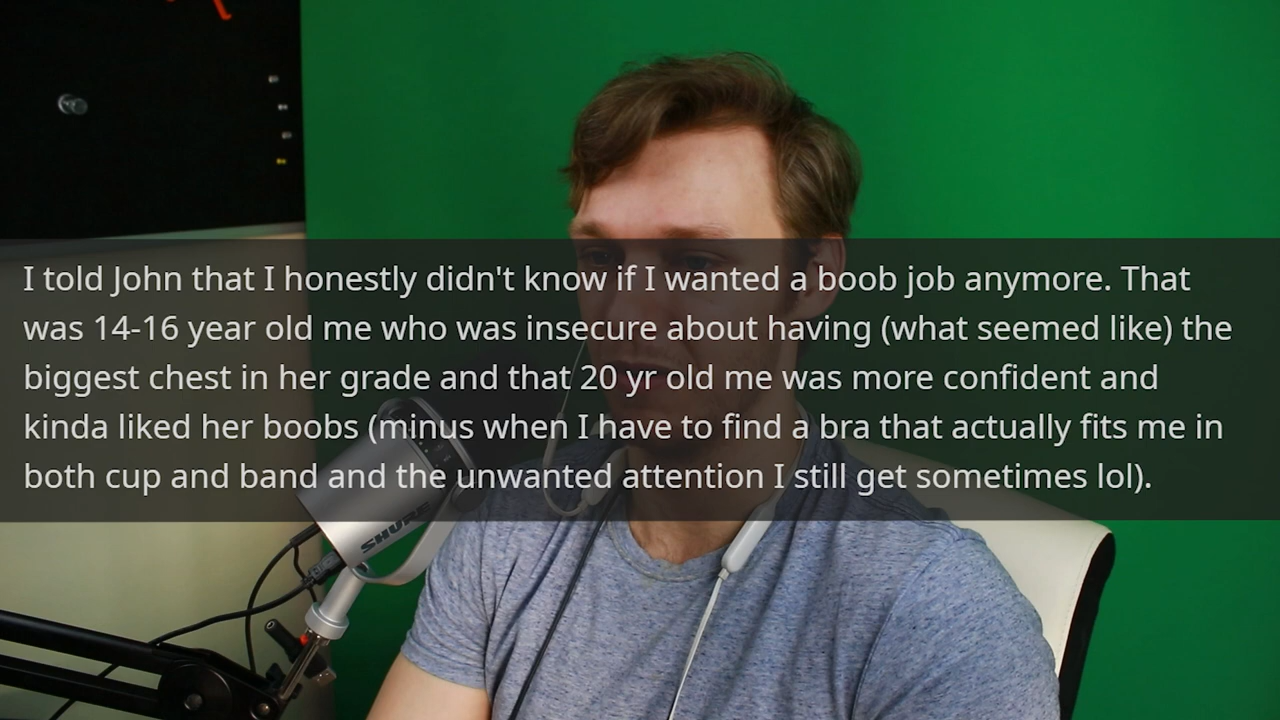 I told John that I honestly didn't know if I wanted a boob job anymore. That
was 14-16 year old me who was insecure about having (what seemed like) the
biggest chest in her grade and that 20 yr old me was more confident and
kinda liked her boobs (minus when I have to find a bra that actually fits me in
both cup and band and the unwanted attention I still get sometimes lol).
SHURE